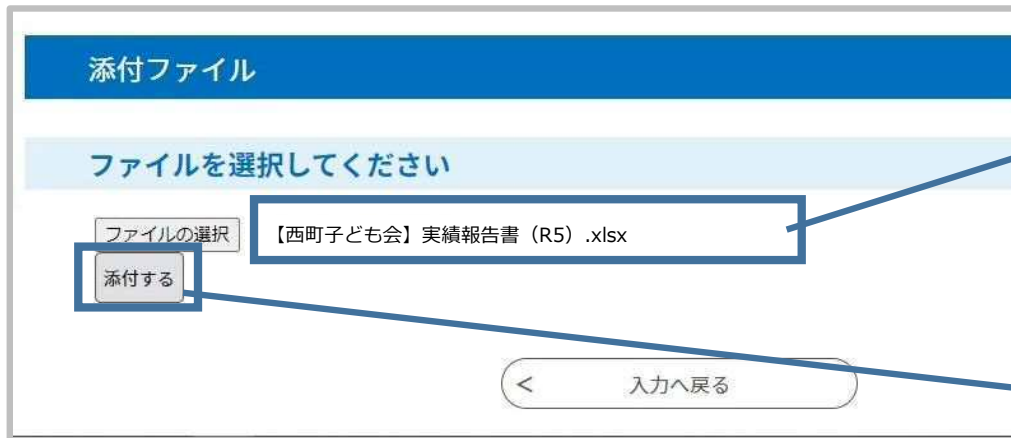 添付ファイル
ファイルを選択してください
ファイルの選択 【西町子ども会】実績報告書（R5）.xlsx
添付する
< 入力へ戻る